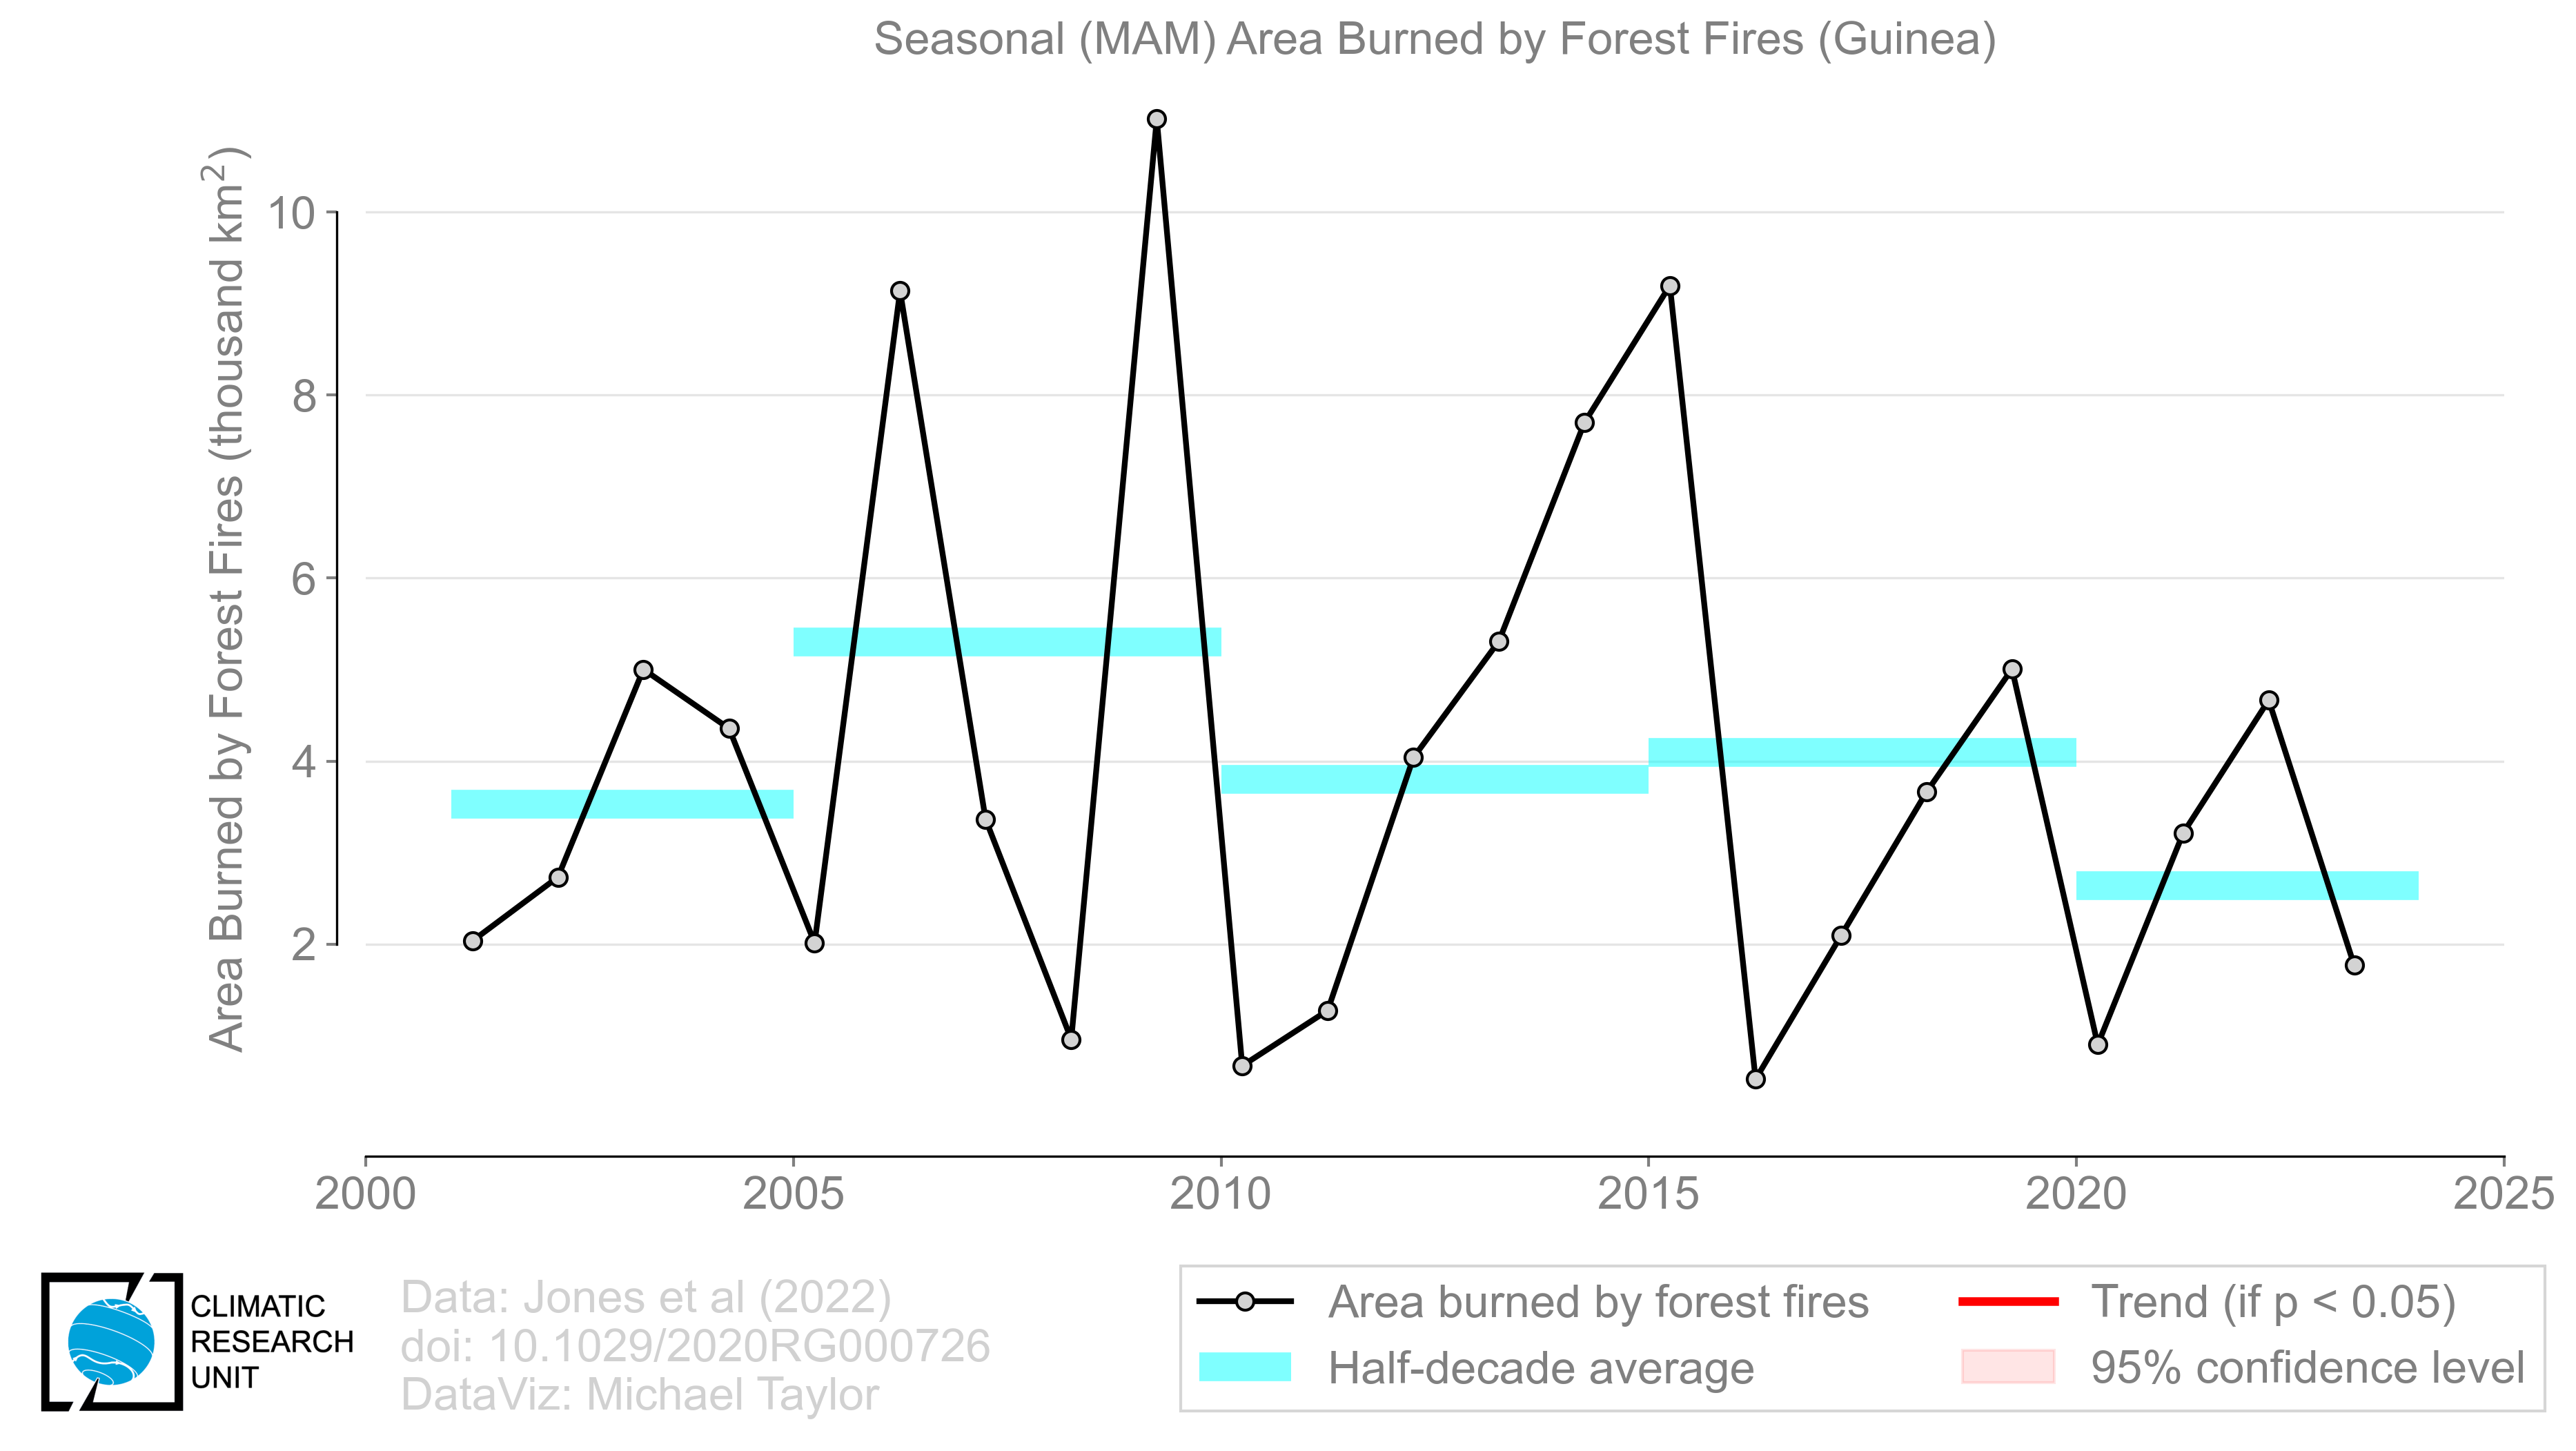 Seasonal (MAM) Area Burned by Forest Fires (Guinea)
Area Burned by Forest Fires (thousand km²)
10
8
6
4
2
2000 2005 2010 2015 2020 2025
CLIMATIC
RESEARCH
UNIT
Data: Jones et al (2022)
doi: 10.1029/2020RG000726
DataViz: Michael Taylor
Area burned by forest fires
Half-decade average
Trend (if p < 0.05)
95% confidence level